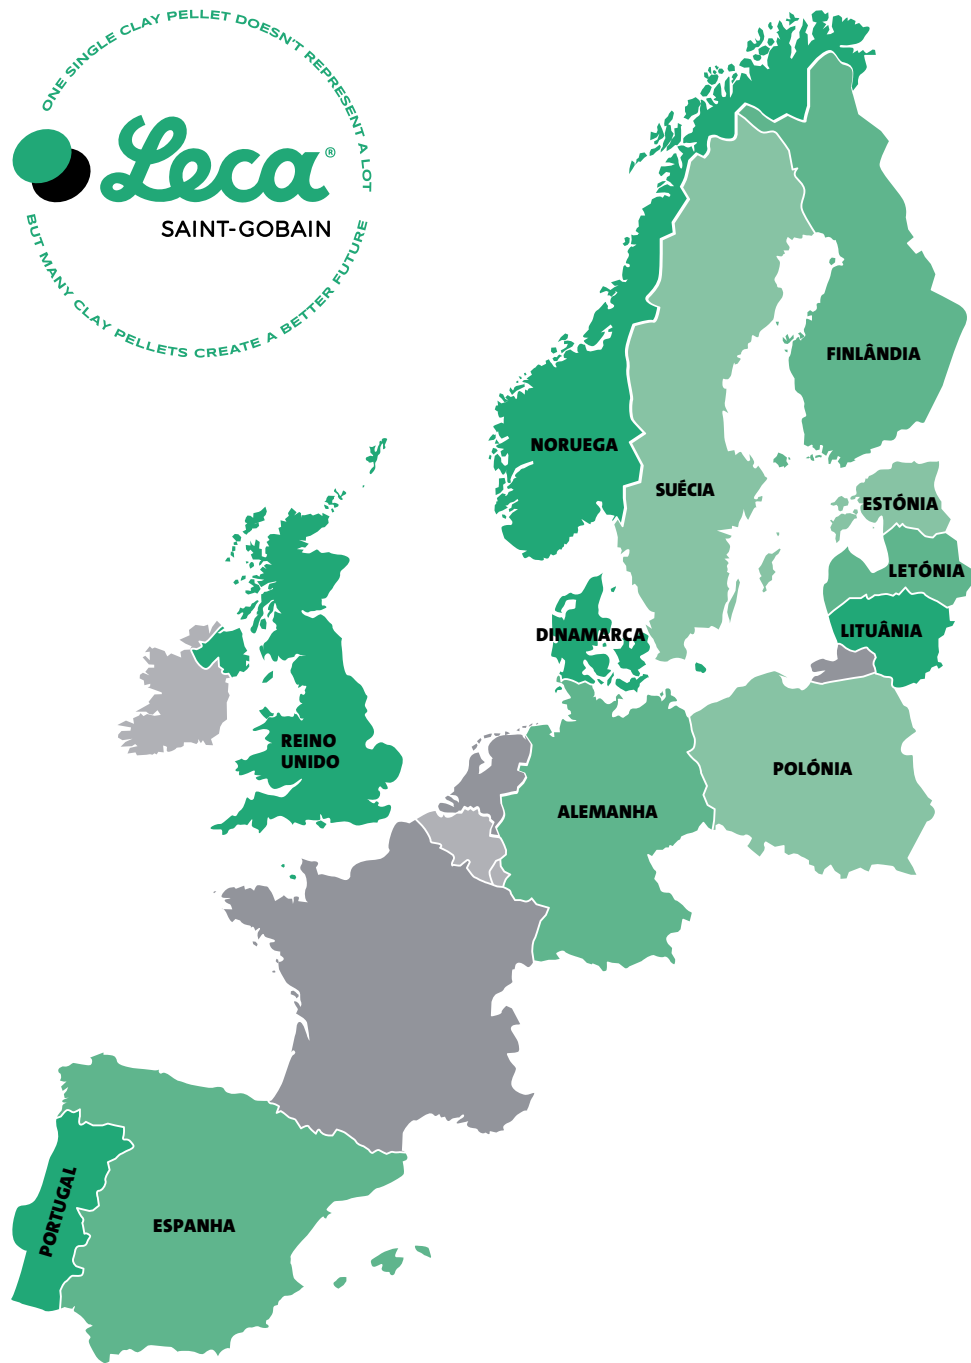 ONE SINGLE CLAY PELLET DOESN'T REPRESENT A LOT
Leca®
SAINT-GOBAIN
BUT MANY CLAY PELLETS CREATE A BETTER FUTURE
FINLÂNDIA
NORUEGA
SUÉCIA
ESTÓNIA
LETÓNIA
LITUÂNIA
DINAMARCA
REINO
UNIDO
POLÓNIA
ALEMANHA
PORTUGAL
ESPANHA